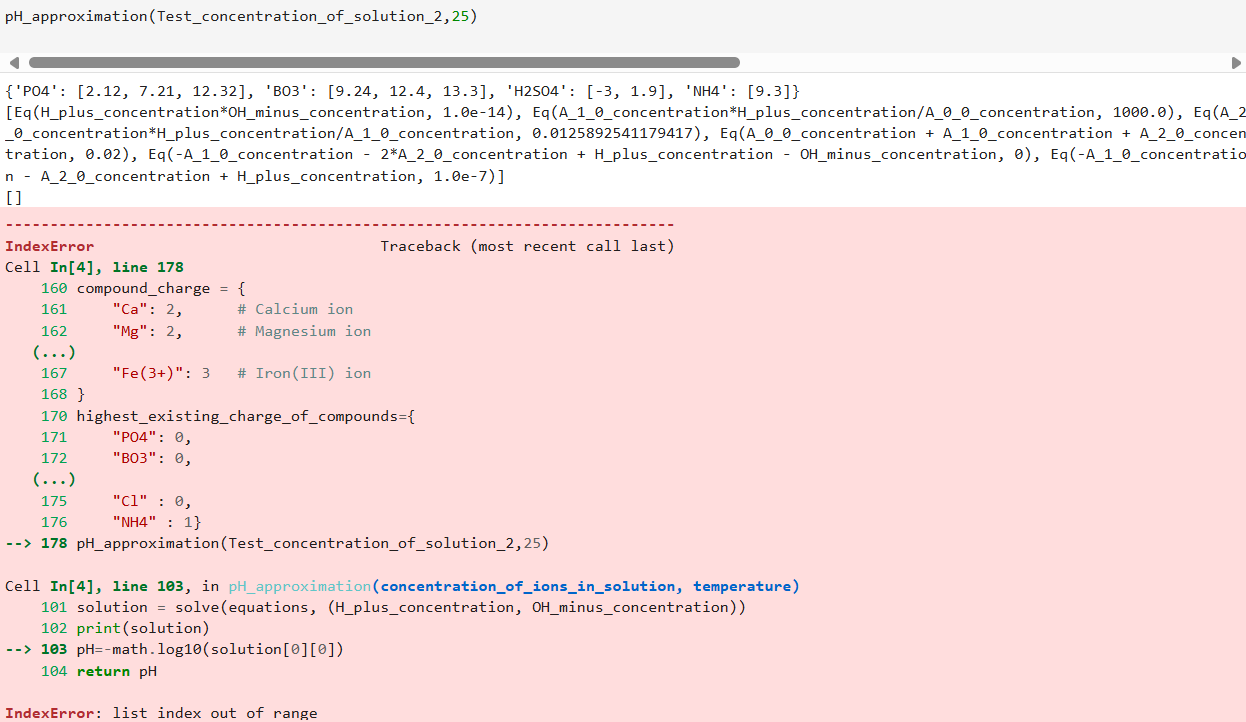 pH_approximation(Test_concentration_of_solution_2,25)
{'PO4': [2.12, 7.21, 12.32], 'BO3': [9.24, 12.4, 13.3], 'H2SO4': [-3, 1.9], 'NH4': [9.3]}
[Eq(H_plus_concentration*OH_minus_concentration, 1.0e-14), Eq(A_1_0_concentration*H_plus_concentration/A_0_0_concentration, 1000.0), Eq(A_2
_0_concentration*H_plus_concentration/A_1_0_concentration, 0.0125892541179417), Eq(A_0_0_concentration + A_1_0_concentration + A_2_0_concen
tration, 0.02), Eq(-A_1_0_concentration - 2*A_2_0_concentration + H_plus_concentration - OH_minus_concentration, 0), Eq(-A_1_0_concentratio
n - A_2_0_concentration + H_plus_concentration, 1.0e-7)]
[]
---------------------------------------------------------------------------
IndexError                                Traceback (most recent call last)
Cell In[4], line 178
    160 compound_charge = {
    161     "Ca": 2,      # Calcium ion
    162     "Mg": 2,      # Magnesium ion
   (...)
    167     "Fe(3+)": 3   # Iron(III) ion
    168 }
    170 highest_existing_charge_of_compounds={
    171     "PO4": 0,
    172     "BO3": 0,
   (...)
    175     "Cl" : 0,
    176     "NH4" : 1}
--> 178 pH_approximation(Test_concentration_of_solution_2,25)
Cell In[4], line 103, in pH_approximation(concentration_of_ions_in_solution, temperature)
    101 solution = solve(equations, (H_plus_concentration, OH_minus_concentration))
    102 print(solution)
--> 103 pH=-math.log10(solution[0][0])
    104 return pH
IndexError: list index out of range